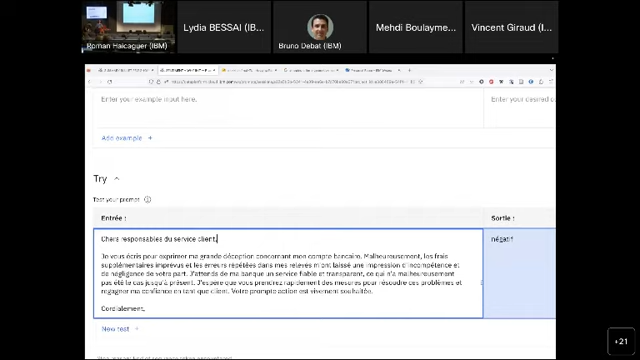 Roman Haicaguer (IBM)
Lydia BESSAI (IB...
Bruno Debat (IBM)
Mehdi Boulayme...
Vincent Giraud (I...
Enter your example input here,
Enter your desired o
Add example +
Try
Test your prompt
Entrée :
Sortie :
Chers responsables du service client,
négatif
Je vous écris pour exprimer ma grande déception concernant mon compte bancaire. Malheureusement, les frais
supplémentaires imprévus et les erreurs répétées dans mes relevés m'ont laissé une impression d'incompétence et
de négligence de votre part. J'attends de ma banque un service fiable et transparent, ce qui n'a malheureusement
pas été le cas jusqu'à présent. J'espère que vous prendrez rapidement des mesures pour résoudre ces problèmes et
regagner ma confiance en tant que client. Votre prompte action est vivement souhaitée.
Cordialement,
New test +
+21